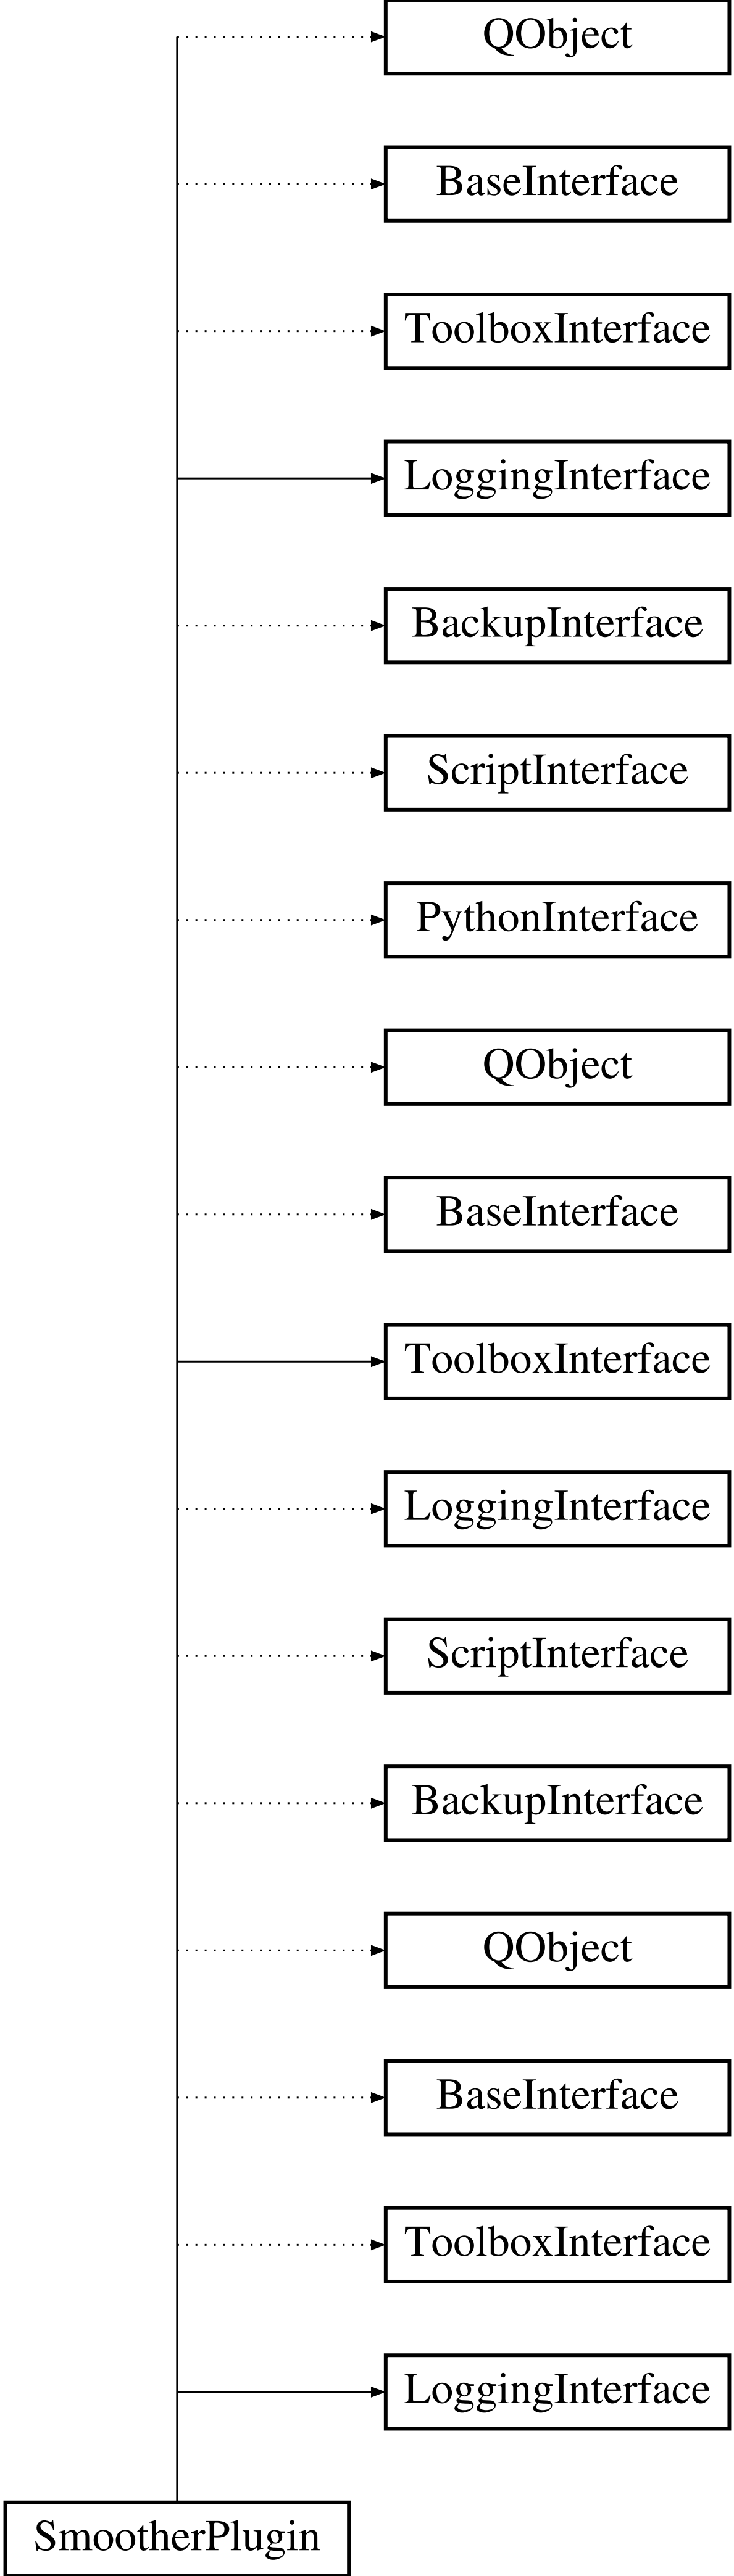 QObject
BaseInterface
ToolboxInterface
LoggingInterface
BackupInterface
ScriptInterface
PythonInterface
QObject
BaseInterface
ToolboxInterface
LoggingInterface
ScriptInterface
BackupInterface
QObject
BaseInterface
ToolboxInterface
LoggingInterface
SmootherPlugin